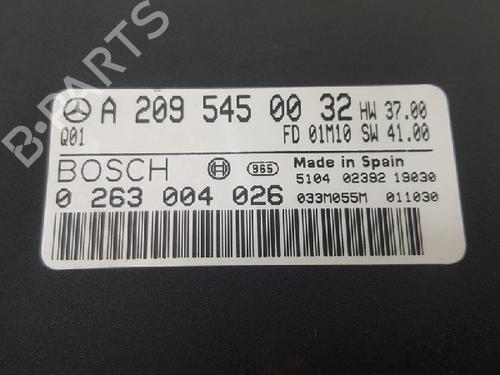 A 209 545 00 32 HW 37.00
Q01 FD 01M10 SW 41.00
BOSCH 965 Made in Spain
5104 02392 19030
0 263 004 026 033M055M 011030
B-PARTS